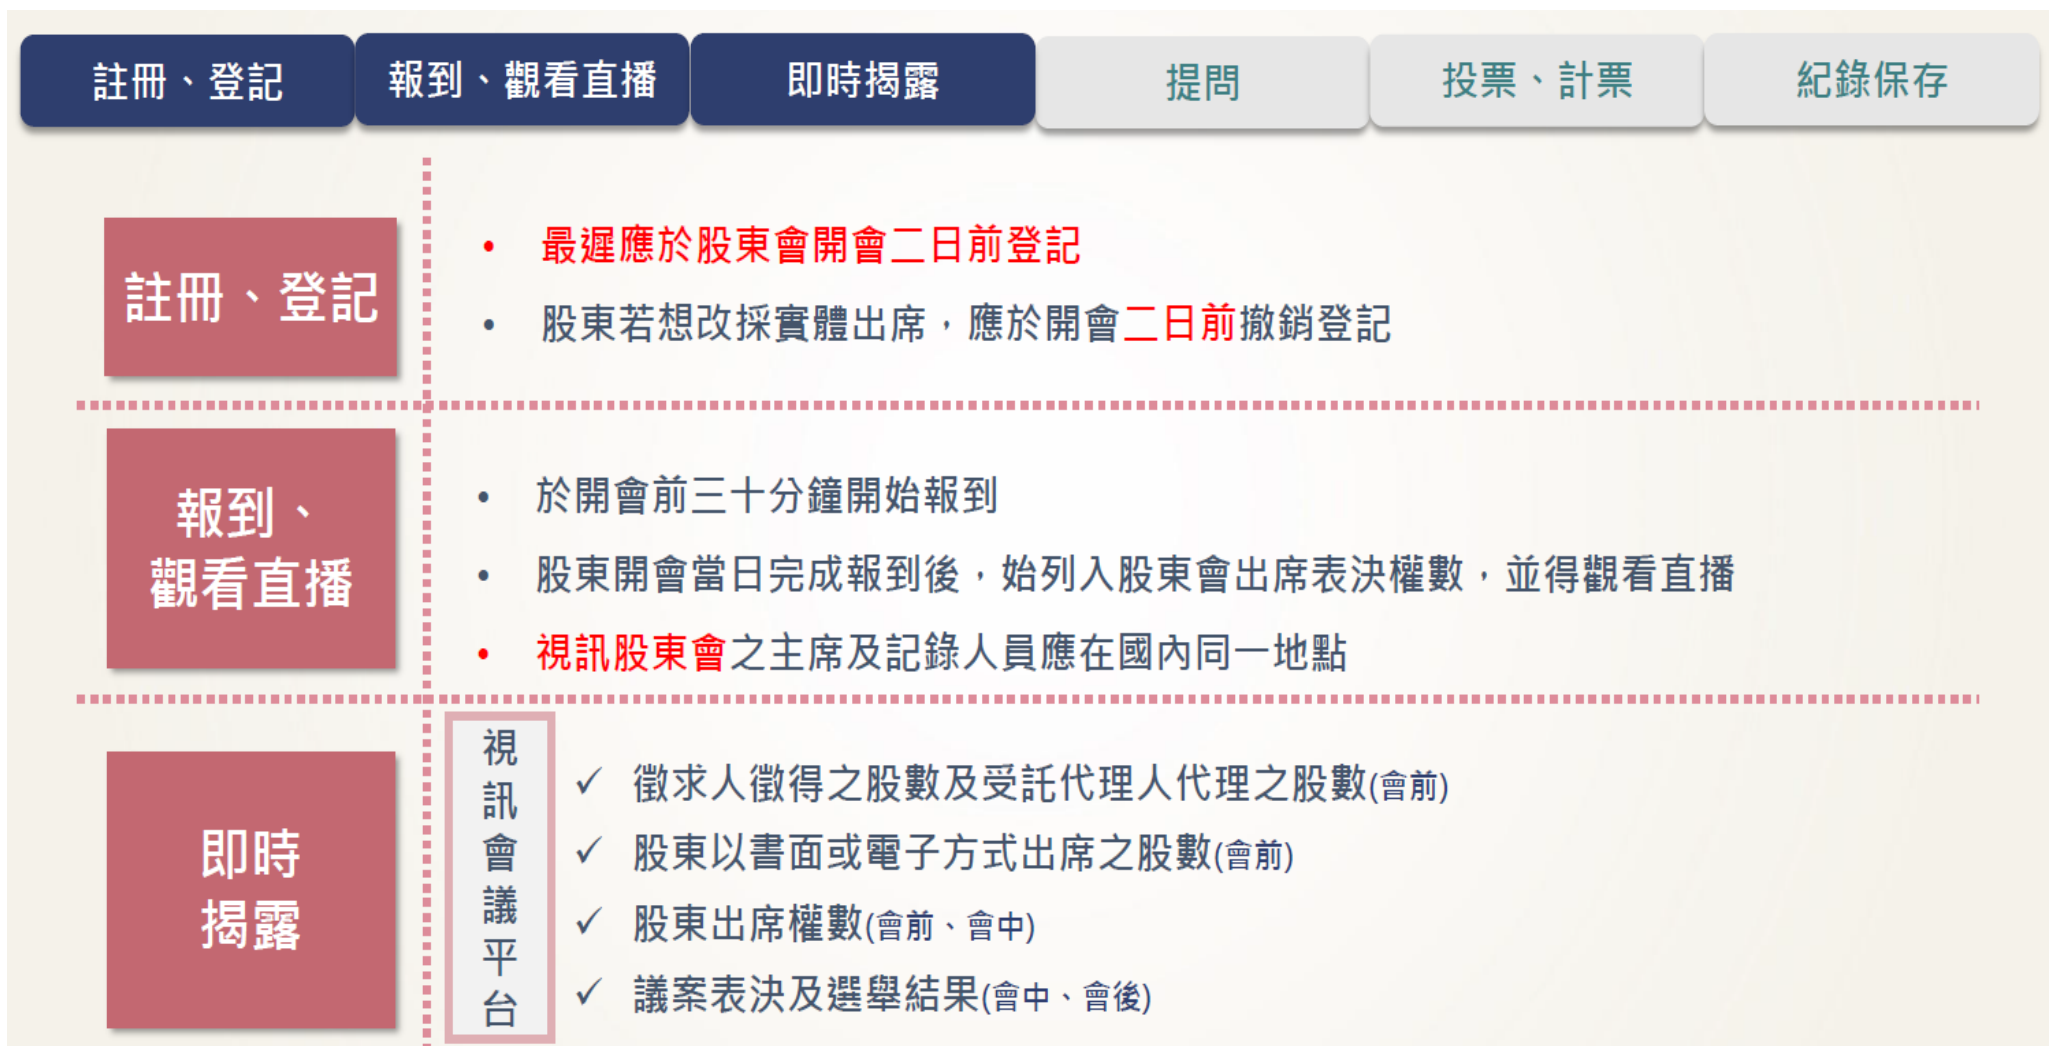 註冊、登記
報到、觀看直播
即時揭露
提問
投票、計票
紀錄保存
註冊、登記
• 最遲應於股東會開會二日前登記
• 股東若想改採實體出席，應於開會二日前撤銷登記
報到、
觀看直播
• 於開會前三十分鐘開始報到
• 股東開會當日完成報到後，始列入股東會出席表決權數，並得觀看直播
• 視訊股東會之主席及記錄人員應在國內同一地點
即時
揭露
視訊會議平台
✓ 徵求人徵得之股數及受託代理人代理之股數(會前)
✓ 股東以書面或電子方式出席之股數(會前)
✓ 股東出席權數(會前、會中)
✓ 議案表決及選舉結果(會中、會後)